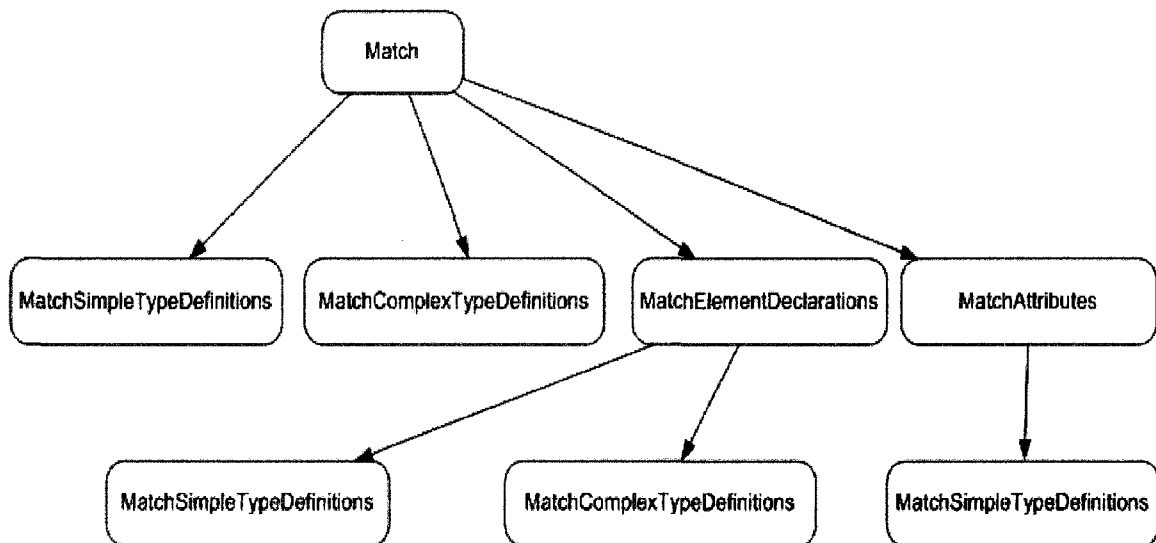 Match
MatchSimpleTypeDefinitions
MatchComplexTypeDefinitions
MatchElementDeclarations
MatchAttributes
MatchSimpleTypeDefinitions
MatchComplexTypeDefinitions
MatchSimpleTypeDefinitions